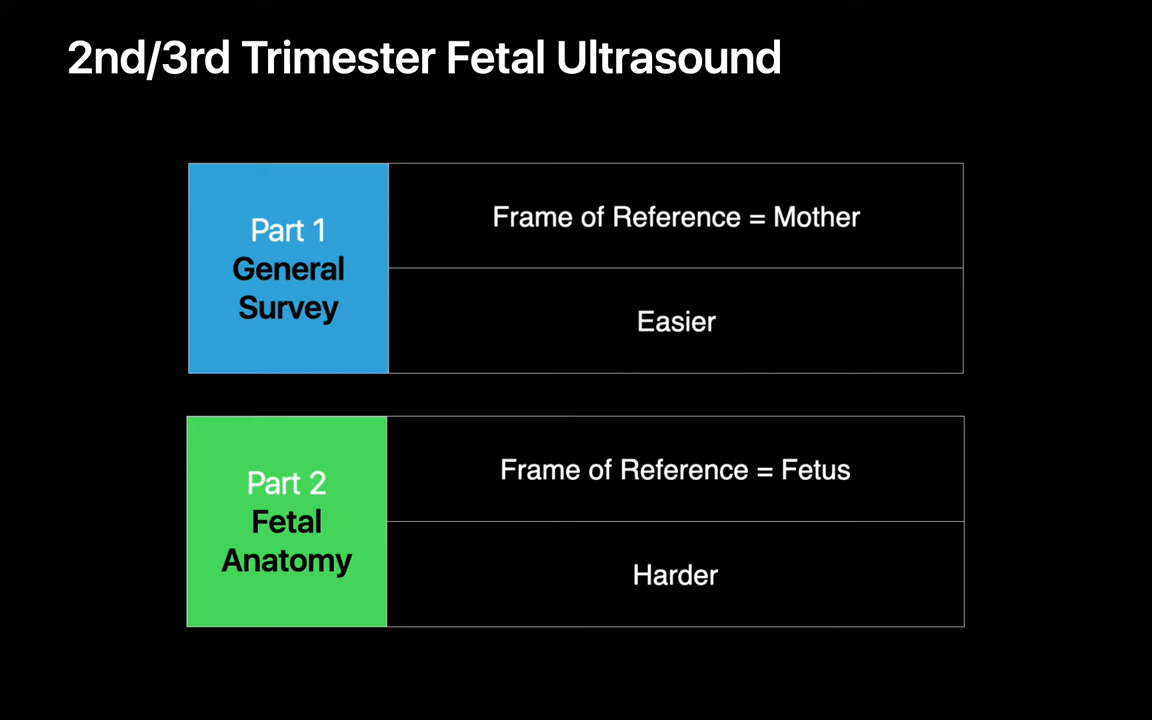 2nd/3rd Trimester Fetal Ultrasound
Part 1
General
Survey
Frame of Reference = Mother
Easier
Part 2
Fetal
Anatomy
Frame of Reference = Fetus
Harder